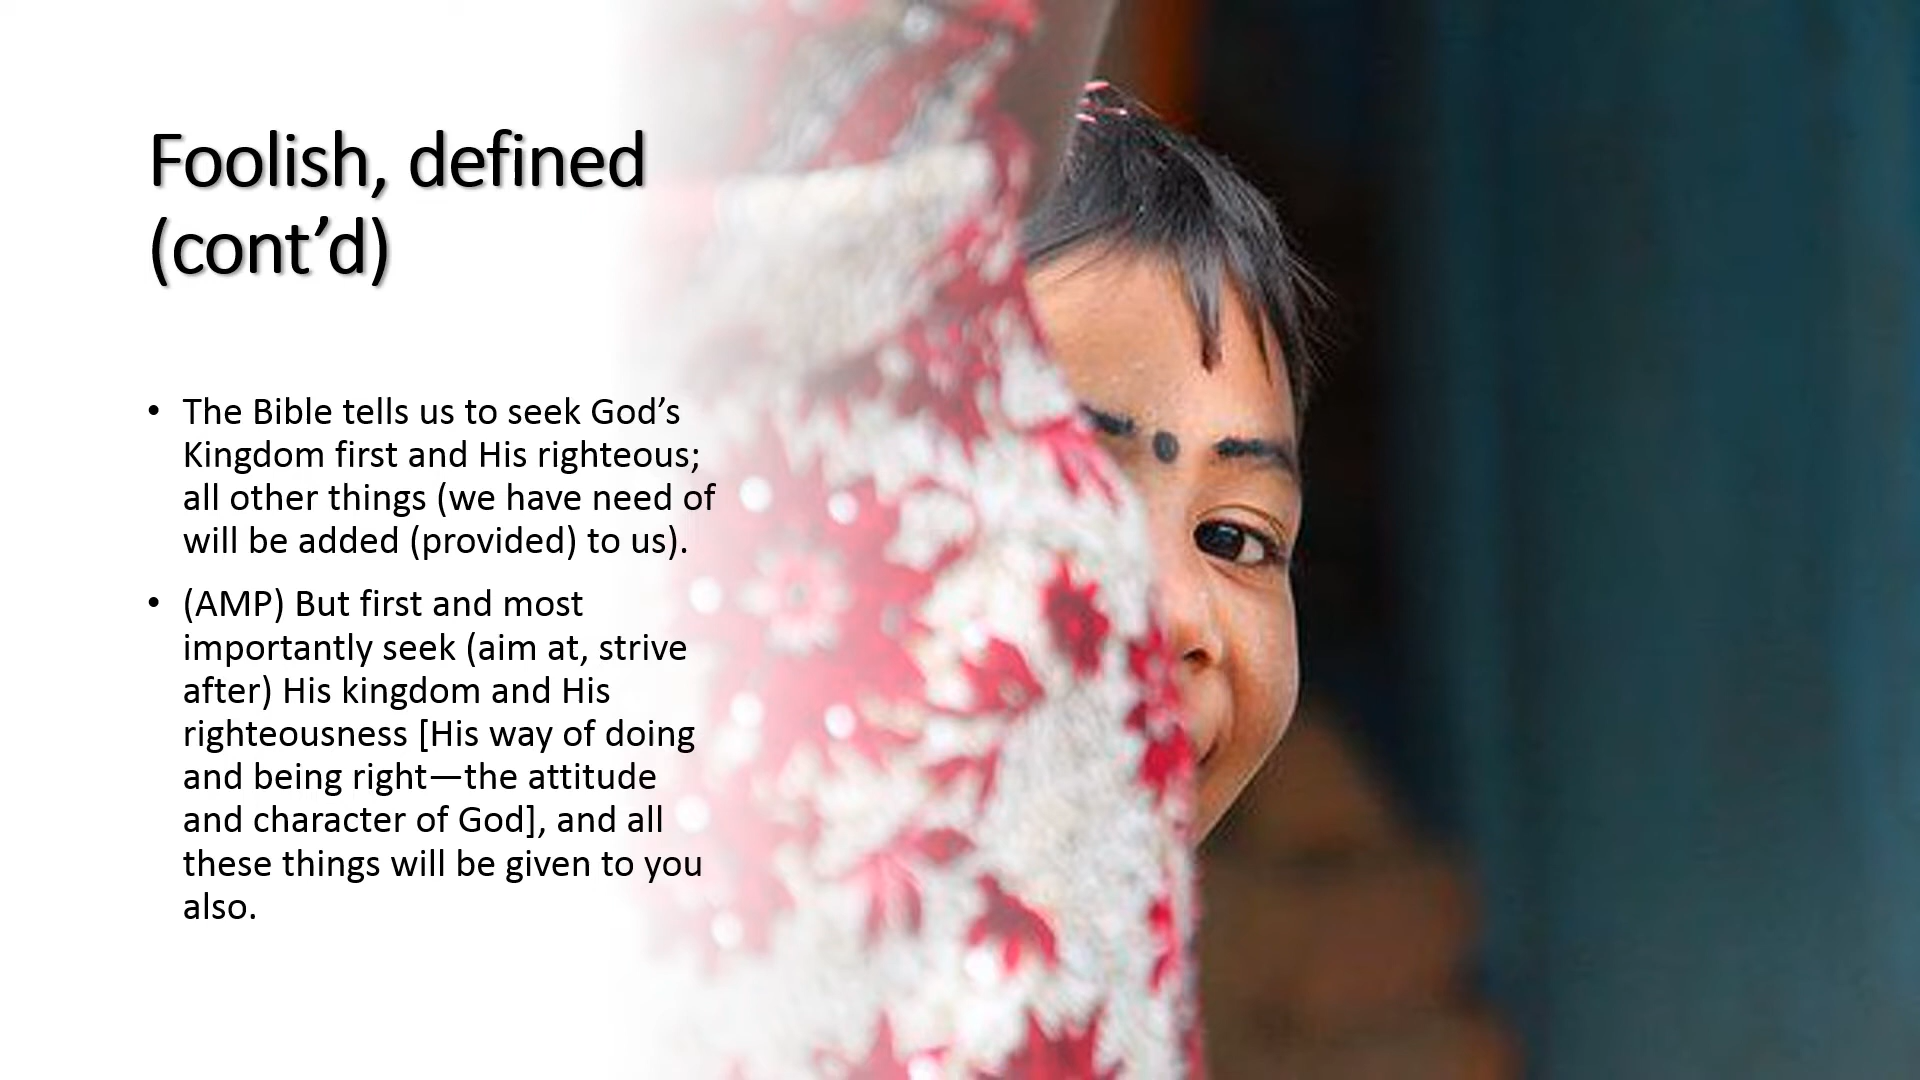 Foolish, defined
(cont’d)
• The Bible tells us to seek God’s
Kingdom first and His righteous;
all other things (we have need of
will be added (provided) to us).
• (AMP) But first and most
importantly seek (aim at, strive
after) His kingdom and His
righteousness [His way of doing
and being right—the attitude
and character of God], and all
these things will be given to you
also.